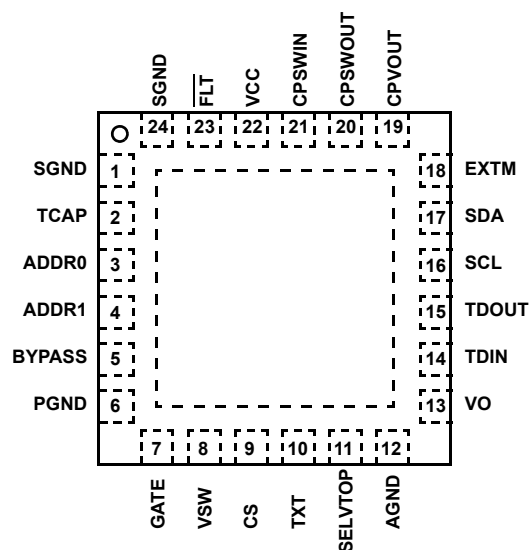 SGND
FLT
VCC
CPSWIN
CPSWOUT
CPVOUT
24 23 22 21 20 19
SGND 1 18 EXTM
TCAP 2 17 SDA
ADDR0 3 16 SCL
ADDR1 4 15 TDOUT
BYPASS 5 14 TDIN
PGND 6 13 VO
7 8 9 10 11 12
GATE
VSW
CS
TXT
SELVTOP
AGND